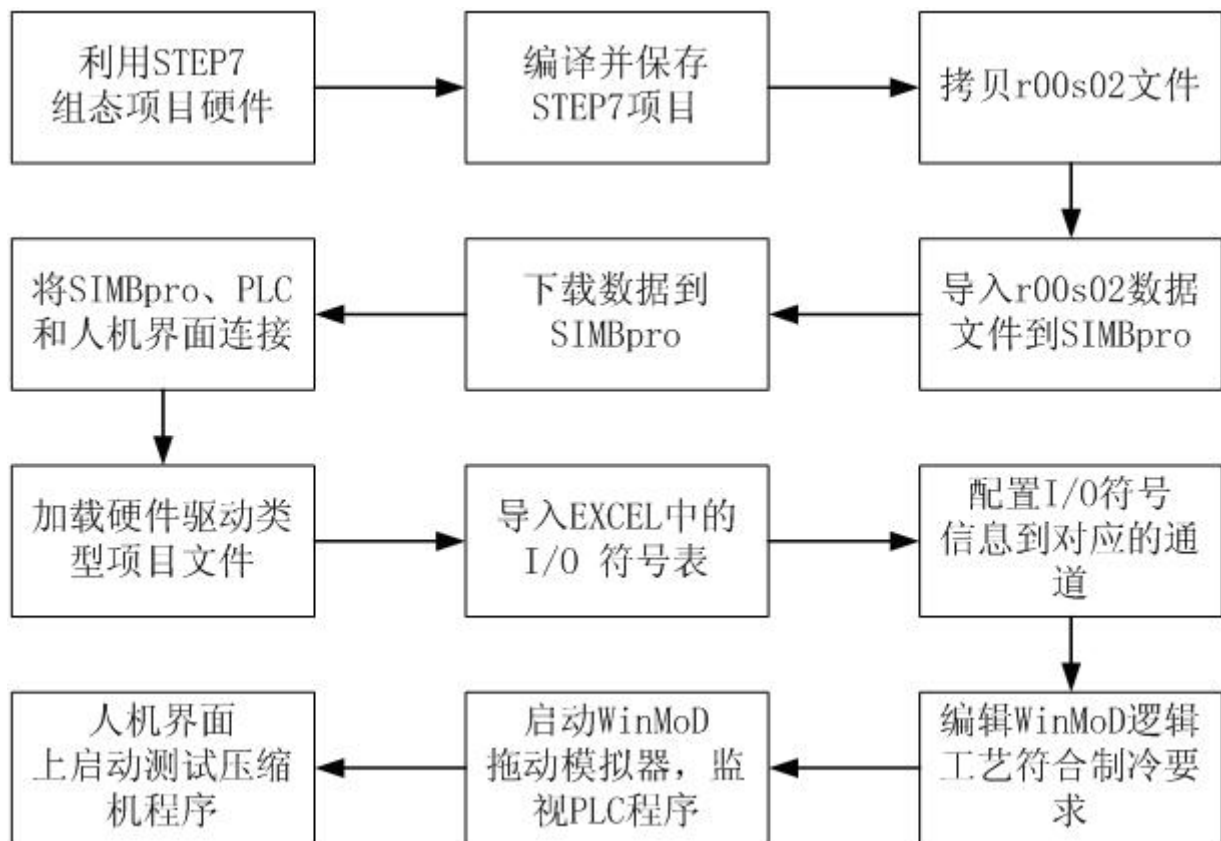 利用STEP7
组态项目硬件
编译并保存
STEP7项目
拷贝r00s02文件
导入r00s02数据
文件到SIMBpro
下载数据到
SIMBpro
将SIMBpro、PLC
和人机界面连接
加载硬件驱动类
型项目文件
导入EXCEL中的
I/O 符号表
配置I/O符号
信息到对应的通
道
编辑WinMoD逻辑
工艺符合制冷要
求
启动WinMoD
拖动模拟器，监
视PLC程序
人机界面
上启动测试压缩
机程序